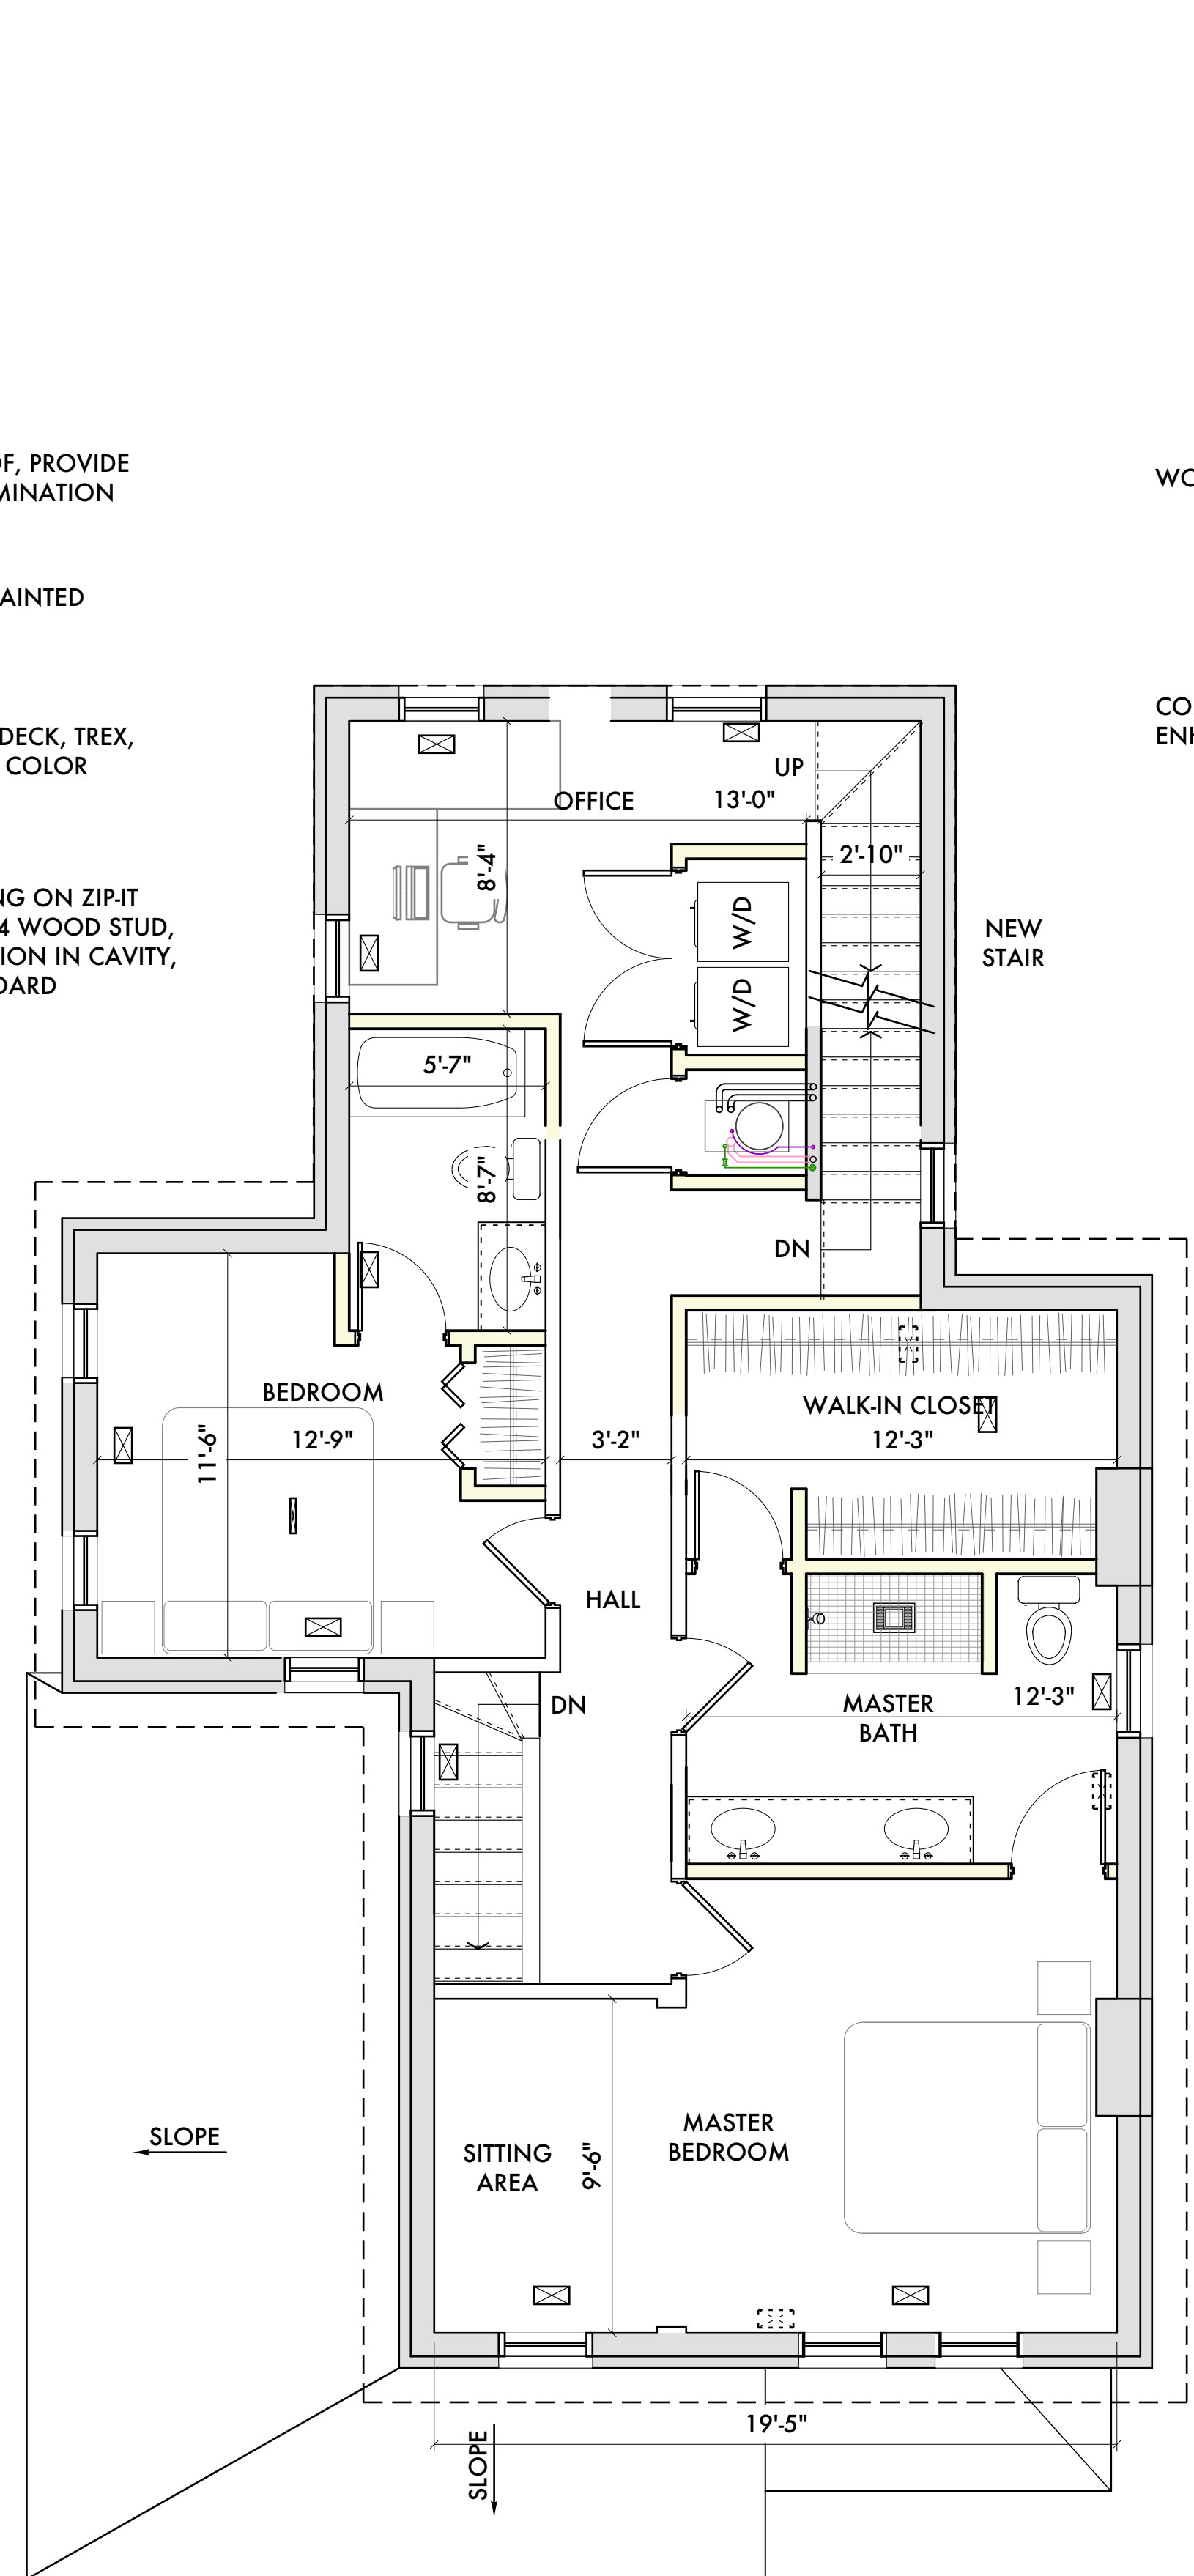 OF, PROVIDE
MINATION
WO
AINTED
DECK, TREX,
COLOR
CO
ENH
UP
OFFICE
13'-0"
8'-4"
2'-10"
NG ON ZIP-IT
4 WOOD STUD,
ION IN CAVITY,
OARD
W/D
NEW
STAIR
W/D
5'-7"
8'-7"
DN
BEDROOM
WALK-IN CLOSET
11'-6"
12'-9"
3'-2"
12'-3"
HALL
DN
MASTER
BATH
12'-3"
SLOPE
SITTING
AREA
9'-6"
MASTER
BEDROOM
19'-5"
SLOPE